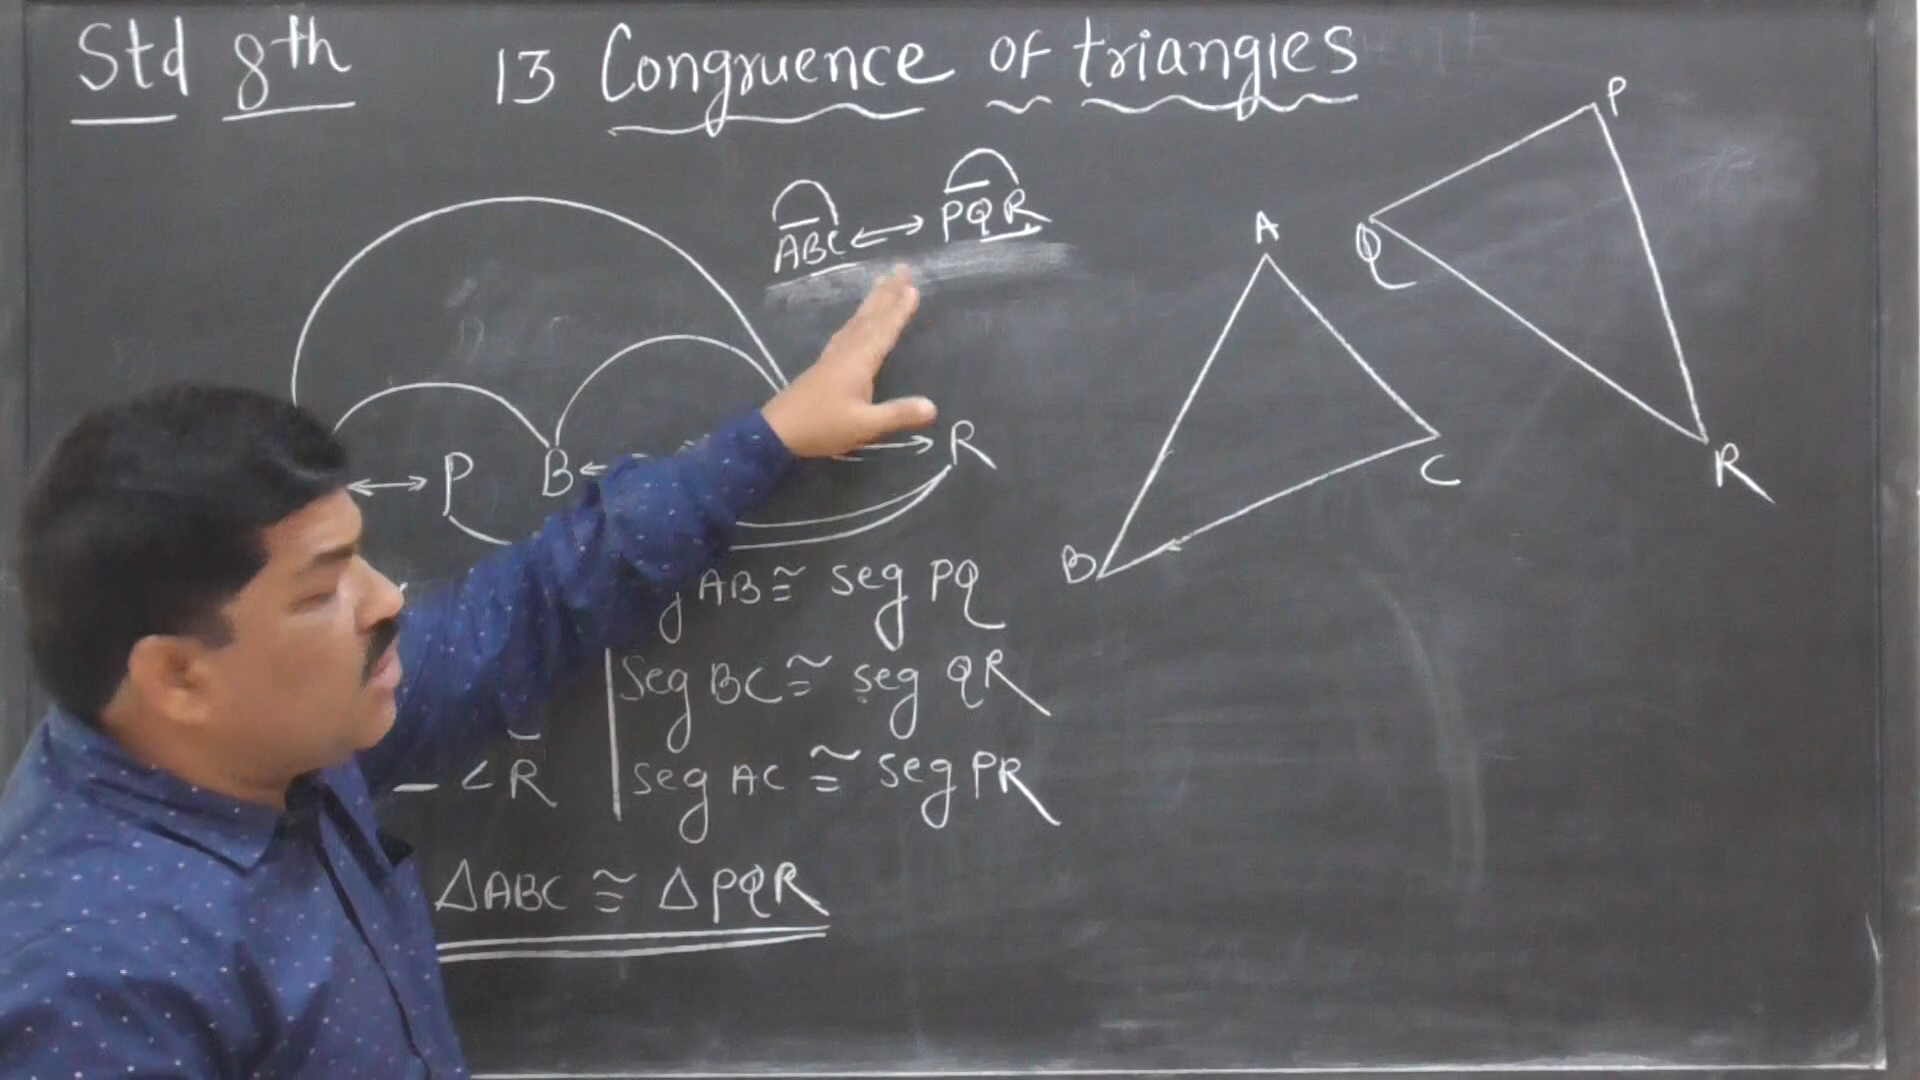 Std 8th 13 Congruence of triangles
ABC ↔ PQR
P
Q
A
↔ P B ← → R
C
R
B
AB ≅ seg PQ
seg BC ≅ seg QR
∠R seg AC ≅ seg PR
△ABC ≅ △PQR